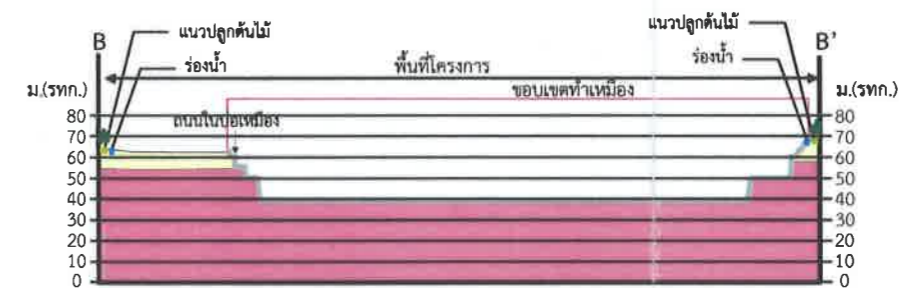 แนวปลูกต้นไม้
แนวปลูกต้นไม้
B
B'
ร่องน้ำ
พื้นที่โครงการ
ร่องน้ำ
ม.(รทก.)
ขอบเขตทำเหมือง
ม.(รทก.)
80
ถนนในบ่อเหมือง
80
70
70
60
60
50
50
40
40
30
30
20
20
10
10
0
0